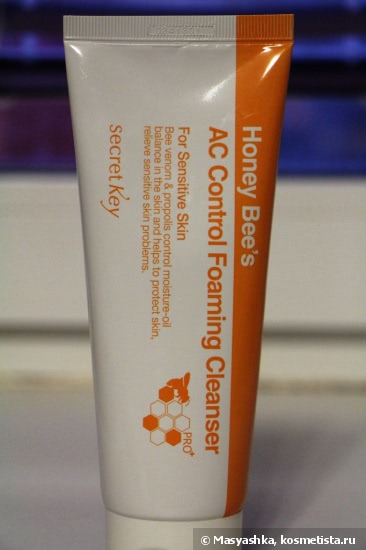 Honey Bee's
AC Control Foaming Cleanser
For Sensitive Skin
Bee venom & propolis control moisture-oil
balance in the skin and helps to protect skin,
relieve sensitive skin problems.
secret Key
PRO+
© Masyashka, kosmetista.ru